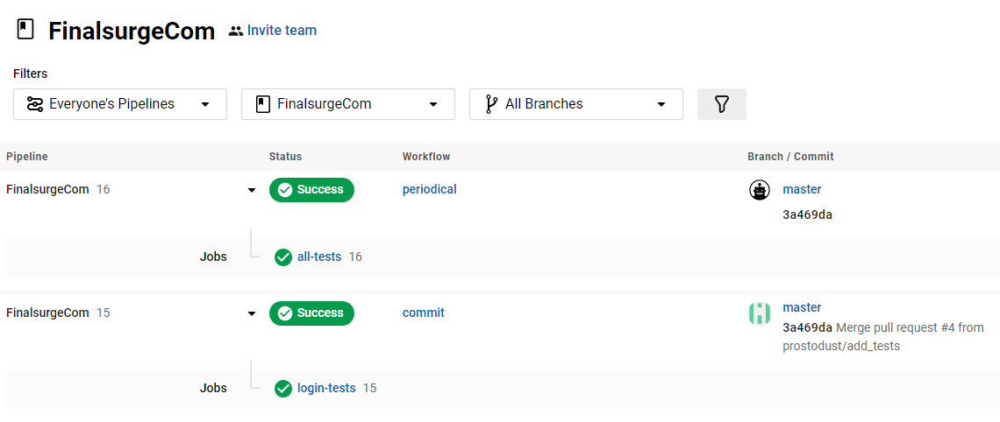 FinalsurgeCom Invite team
Filters
Everyone's Pipelines FinalsurgeCom All Branches
Pipeline Status Workflow Branch / Commit
FinalsurgeCom 16 Success periodical master
3a469da
Jobs all-tests 16
FinalsurgeCom 15 Success commit master
3a469da Merge pull request #4 from
prostodust/add_tests
Jobs login-tests 15